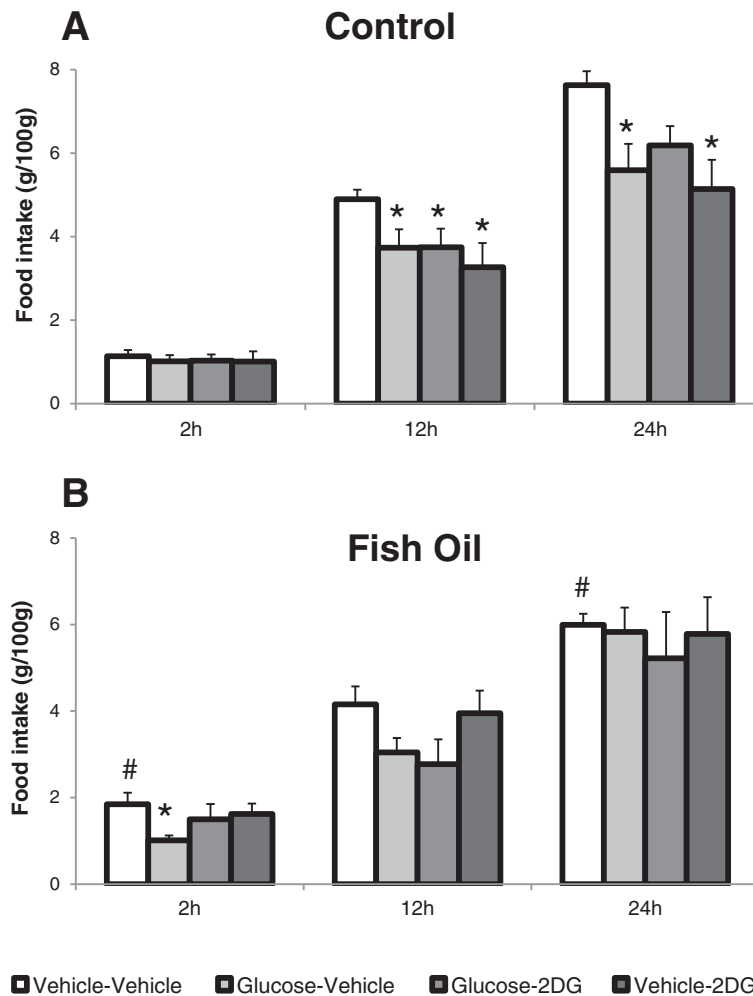 A
Control
Food intake (g/100g)
8
6
4
2
0
* * *
* *
2h 12h 24h
B
Fish Oil
Food intake (g/100g)
8
6
4
2
0
# *
#
2h 12h 24h
Vehicle-Vehicle Glucose-Vehicle Glucose-2DG Vehicle-2DG